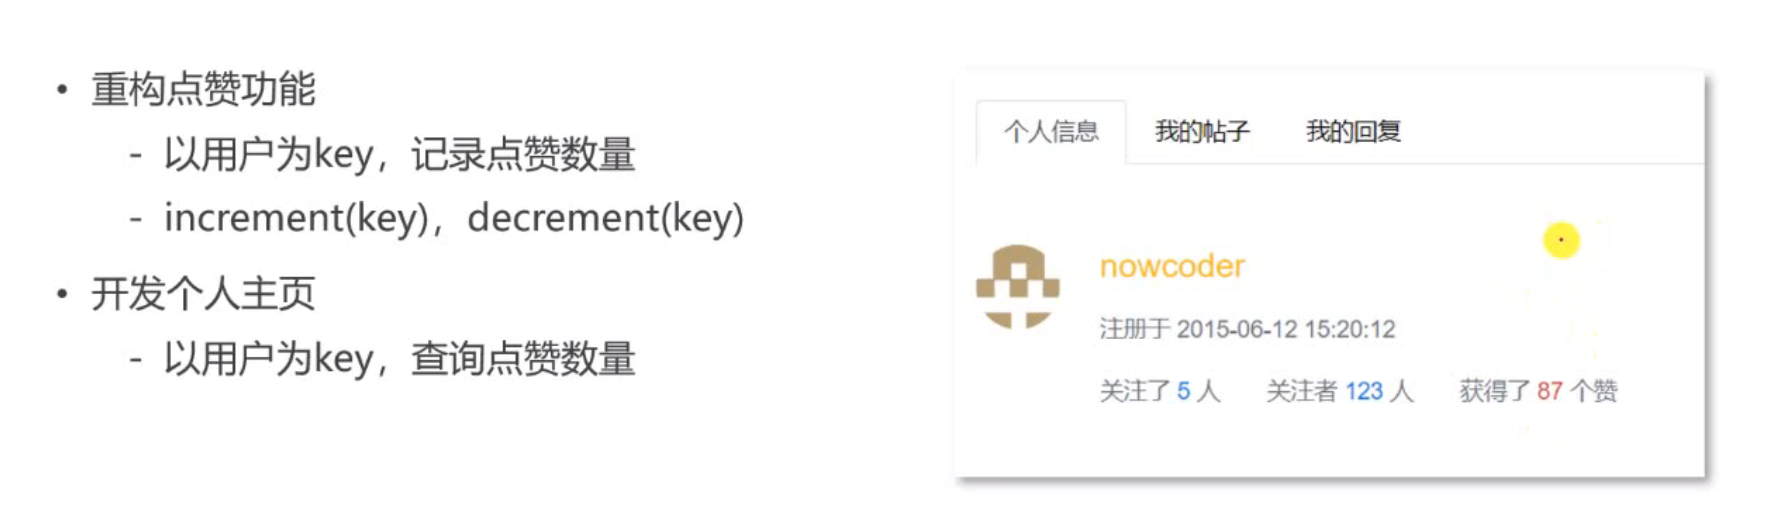 • 重构点赞功能
- 以用户为key，记录点赞数量
- increment(key)，decrement(key)
• 开发个人主页
- 以用户为key，查询点赞数量
个人信息 我的帖子 我的回复
nowcoder
注册于 2015-06-12 15:20:12
关注了 5 人 关注者 123 人 获得了 87 个赞